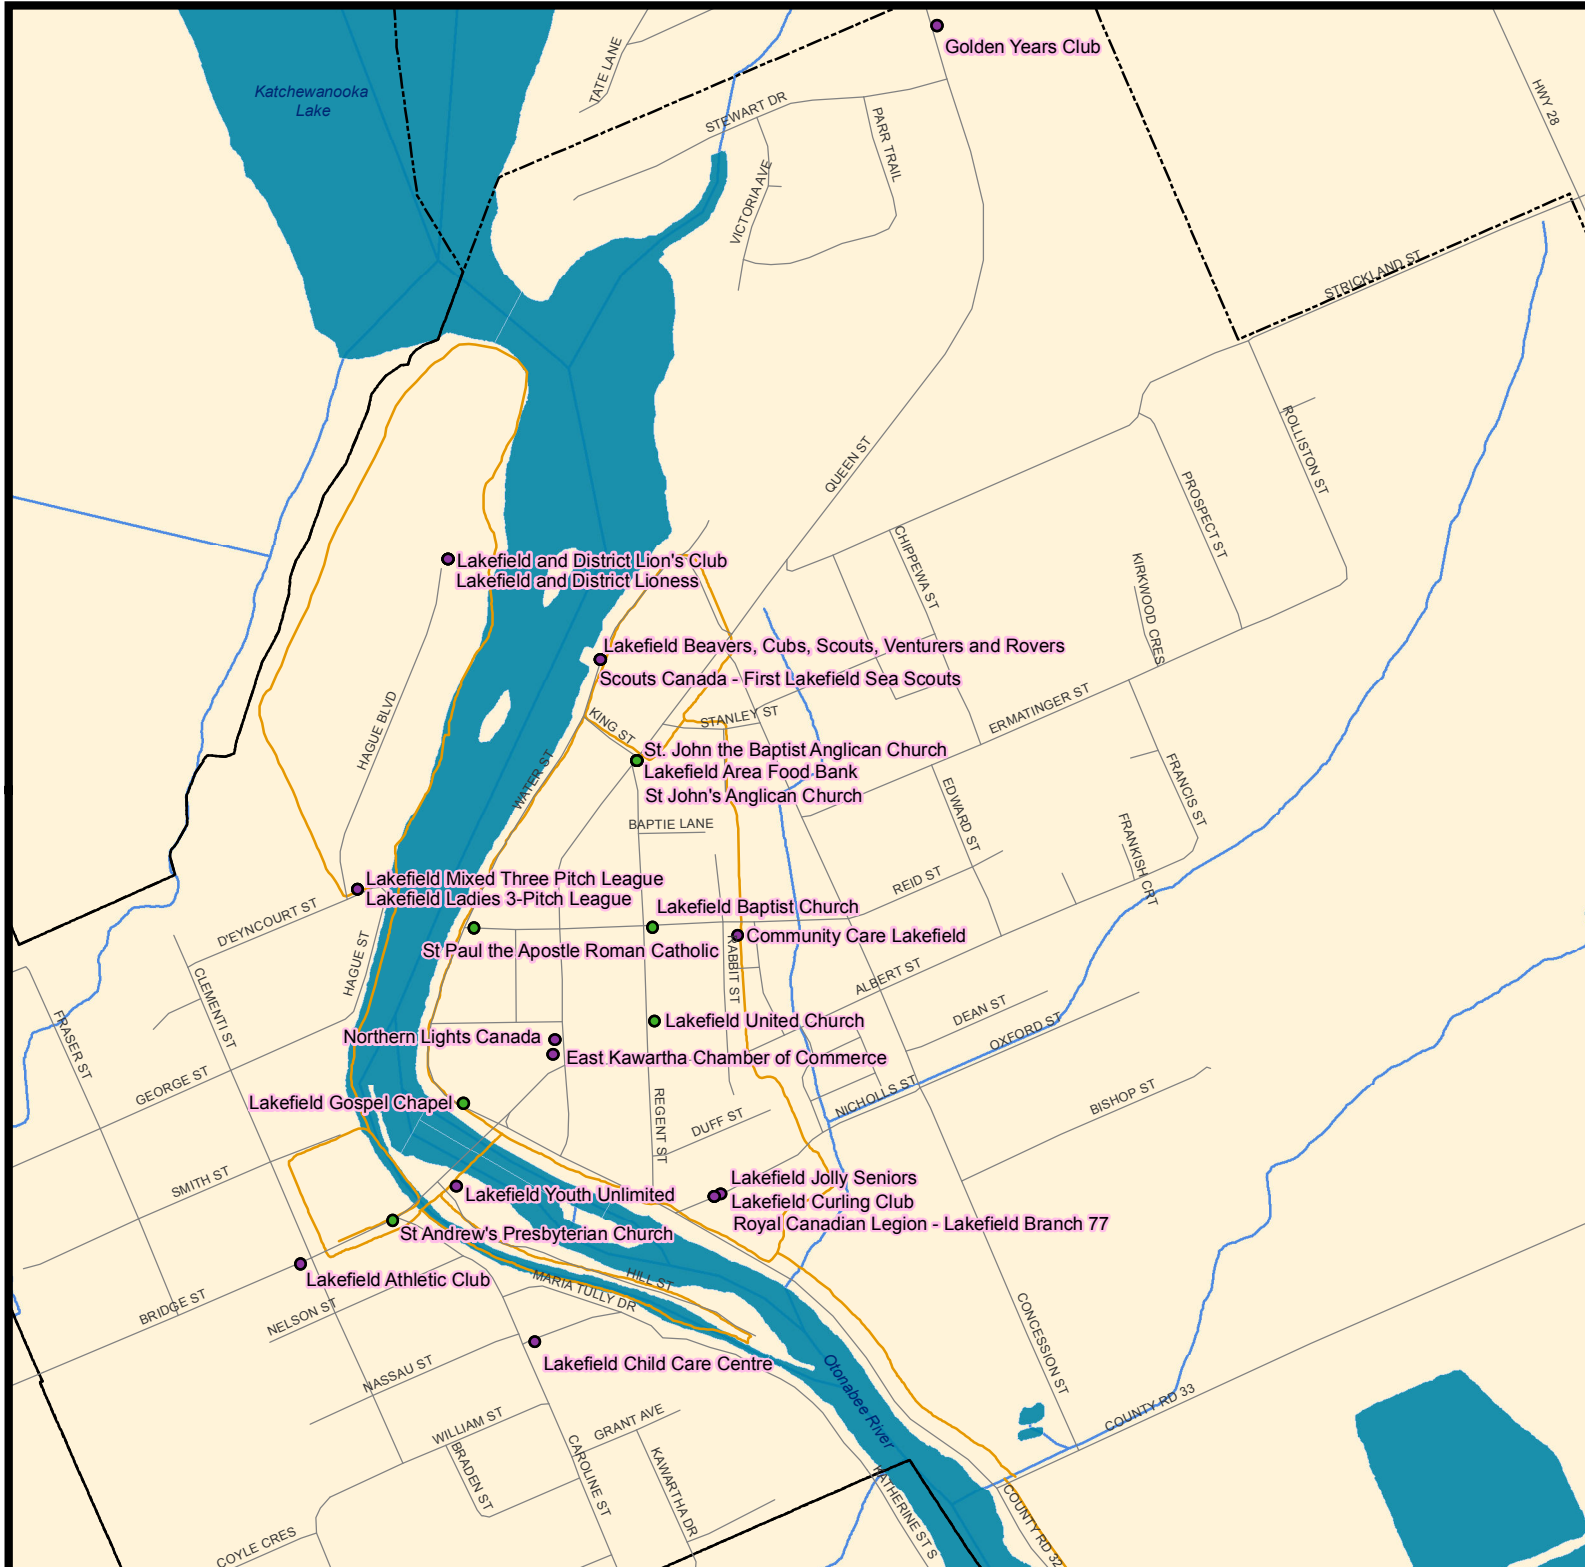 Golden Years Club
TATE LANE
HWY 28
Katchewanooka
Lake
STEWART DR
PARR TRAIL
VICTORIA AVE
STRICKLAND ST
QUEEN ST
ROLLISTON ST
PROSPECT ST
CHIPPEWA ST
KIRKWOOD CRES
Lakefield and District Lion's Club
Lakefield and District Lioness
Lakefield Beavers, Cubs, Scouts, Venturers and Rovers
Scouts Canada - First Lakefield Sea Scouts
ERMATINGER ST
HAGUE BLVD
KING ST
STANLEY ST
St. John the Baptist Anglican Church
Lakefield Area Food Bank
St John's Anglican Church
WATER ST
FRANCIS ST
EDWARD ST
BAPTIE LANE
FRANKISH CRT
Lakefield Mixed Three Pitch League
Lakefield Ladies 3-Pitch League
REID ST
D'EYNCOURT ST
Lakefield Baptist Church
Community Care Lakefield
St Paul the Apostle Roman Catholic
HAGUE ST
RABBIT ST
ALBERT ST
CLEMENTI ST
FRASER ST
DEAN ST
OXFORD ST
Lakefield United Church
Northern Lights Canada
East Kawartha Chamber of Commerce
GEORGE ST
Lakefield Gospel Chapel
REGENT ST
DUFF ST
NICHOLLS ST
BISHOP ST
SMITH ST
Lakefield Jolly Seniors
Lakefield Youth Unlimited
Lakefield Curling Club
Royal Canadian Legion - Lakefield Branch 77
St Andrew's Presbyterian Church
Lakefield Athletic Club
HILL ST
MARIA TULLY DR
BRIDGE ST
NELSON ST
CONCESSION ST
Lakefield Child Care Centre
NASSAU ST
Otonabee River
COUNTY RD 33
WILLIAM ST
GRANT AVE
BRADEN ST
CAROLINE ST
KAWARTHA DR
KATHERINE ST S
COUNTY RD 32
COYLE CRES